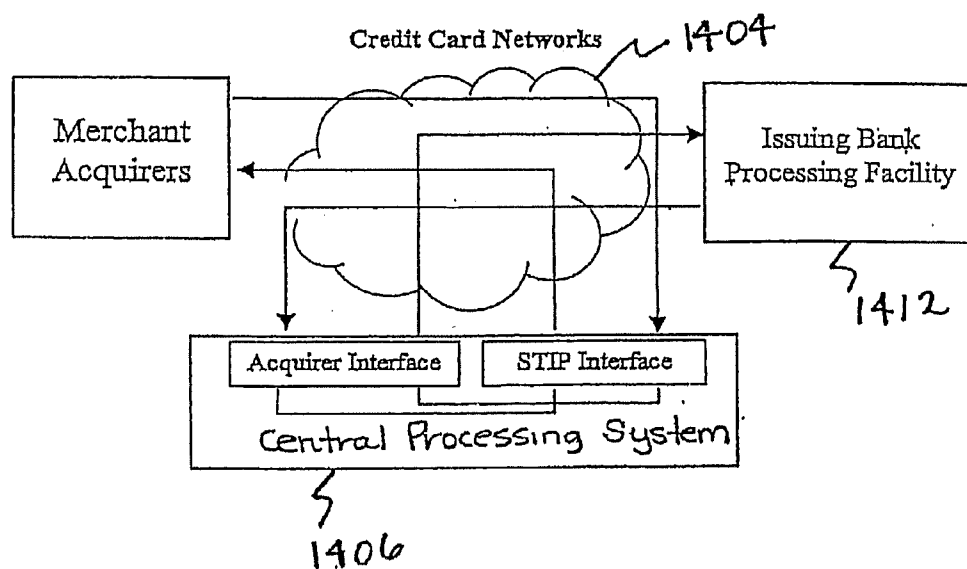 Credit Card Networks
1404
Merchant
Acquirers
Issuing Bank
Processing Facility
1412
Acquirer Interface
STIP Interface
Central Processing System
1406